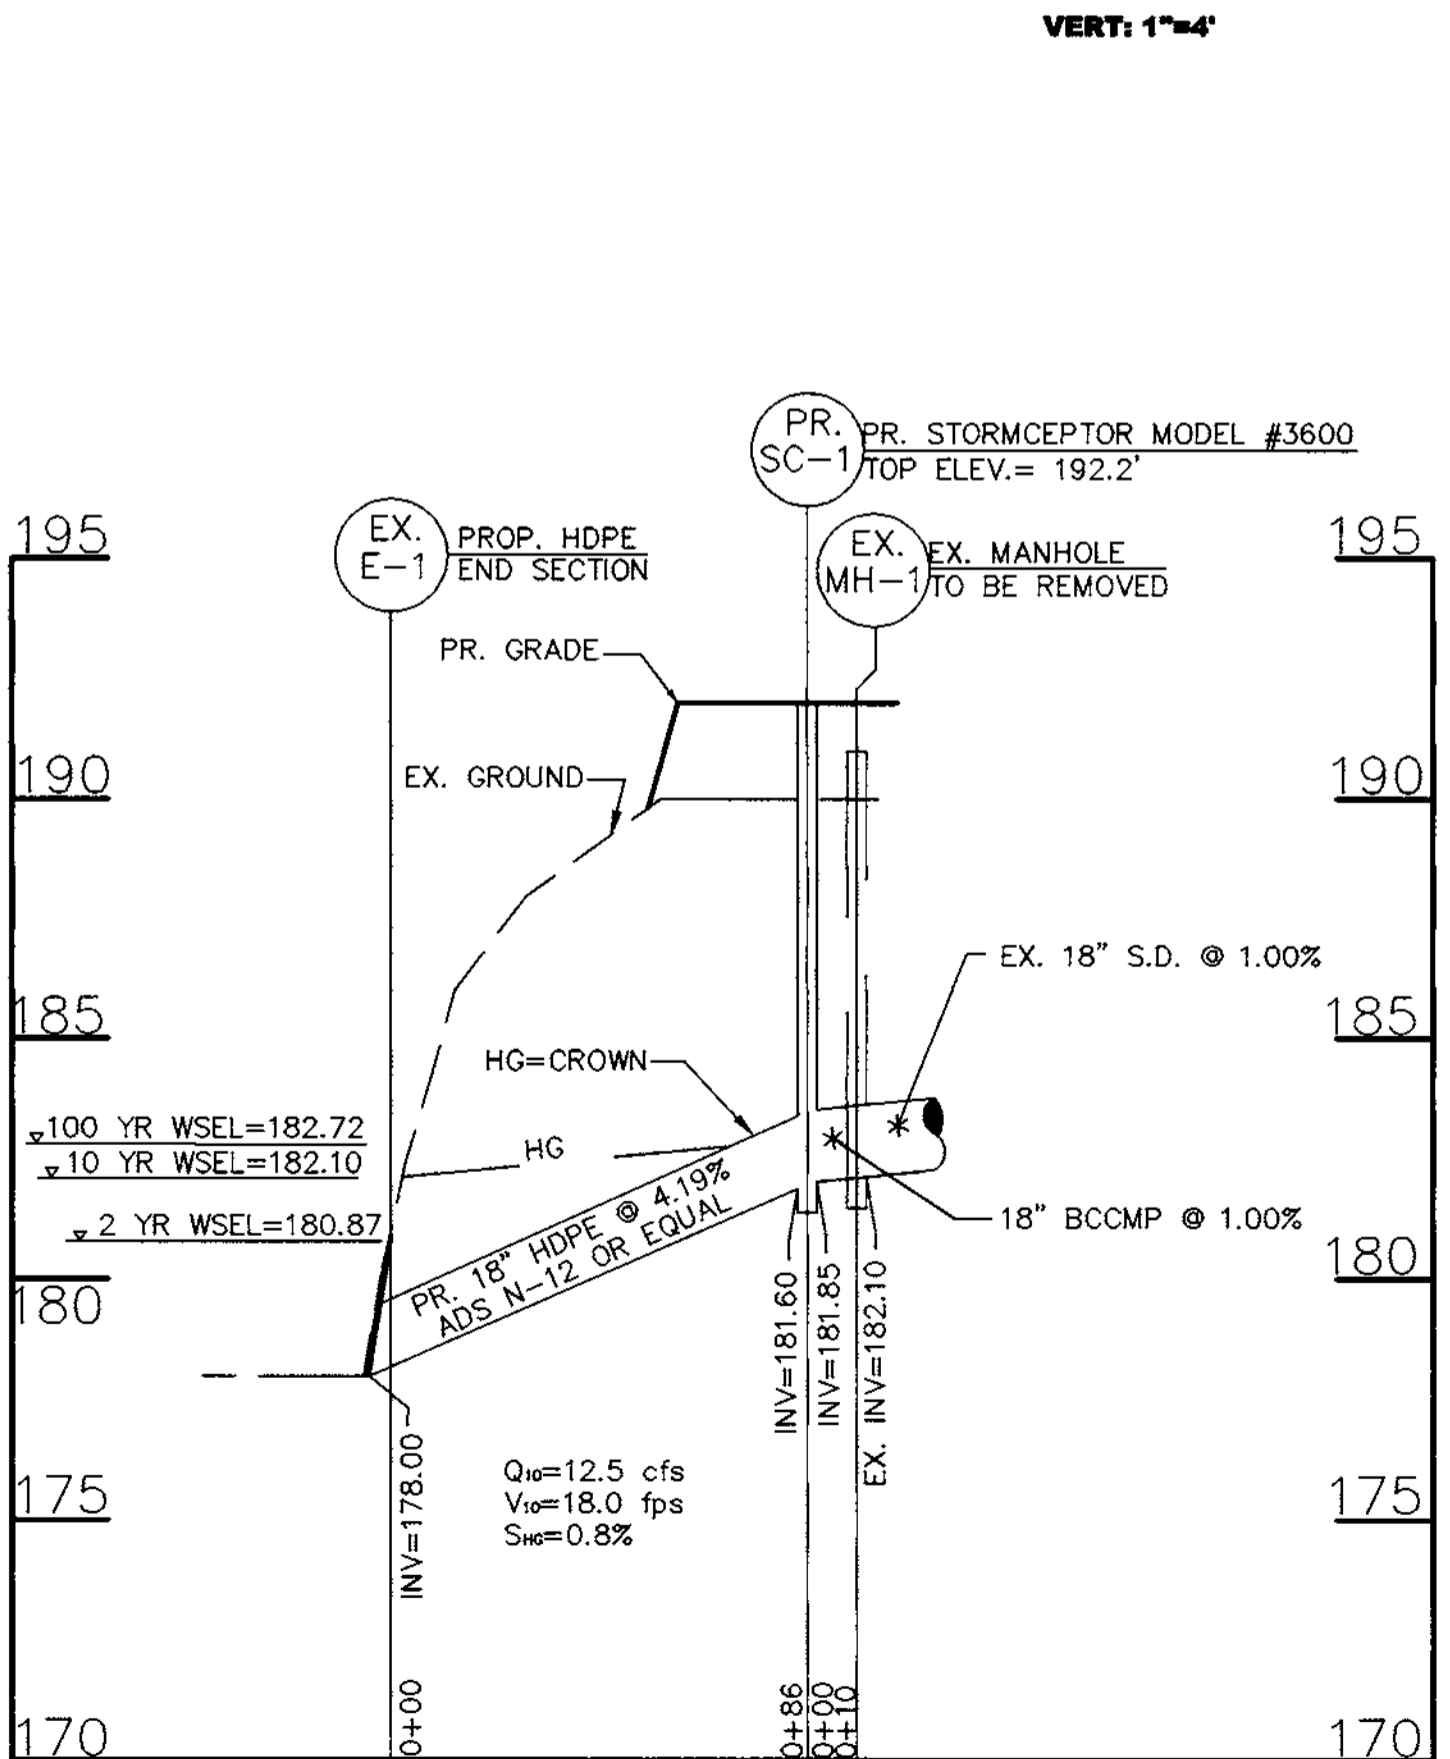 VERT: 1"=4'
PR.
SC-1
PR. STORMCEPTOR MODEL #3600
TOP ELEV.= 192.2'
EX.
E-1
PROP. HDPE
END SECTION
EX.
MH-1
EX. MANHOLE
TO BE REMOVED
195
195
PR. GRADE
EX. GROUND
190
190
EX. 18" S.D. @ 1.00%
185
185
HG=CROWN
100 YR WSEL=182.72
10 YR WSEL=182.10
2 YR WSEL=180.87
HG
PR. 18" HDPE @ 4.19%
ADS N-12 OR EQUAL
18" BCCMP @ 1.00%
180
180
INV=178.00
INV=181.60
INV=181.85
EX. INV=182.10
Q10=12.5 cfs
V10=18.0 fps
SHG=0.8%
175
175
0+00
0+86
0+00
0+10
170
170